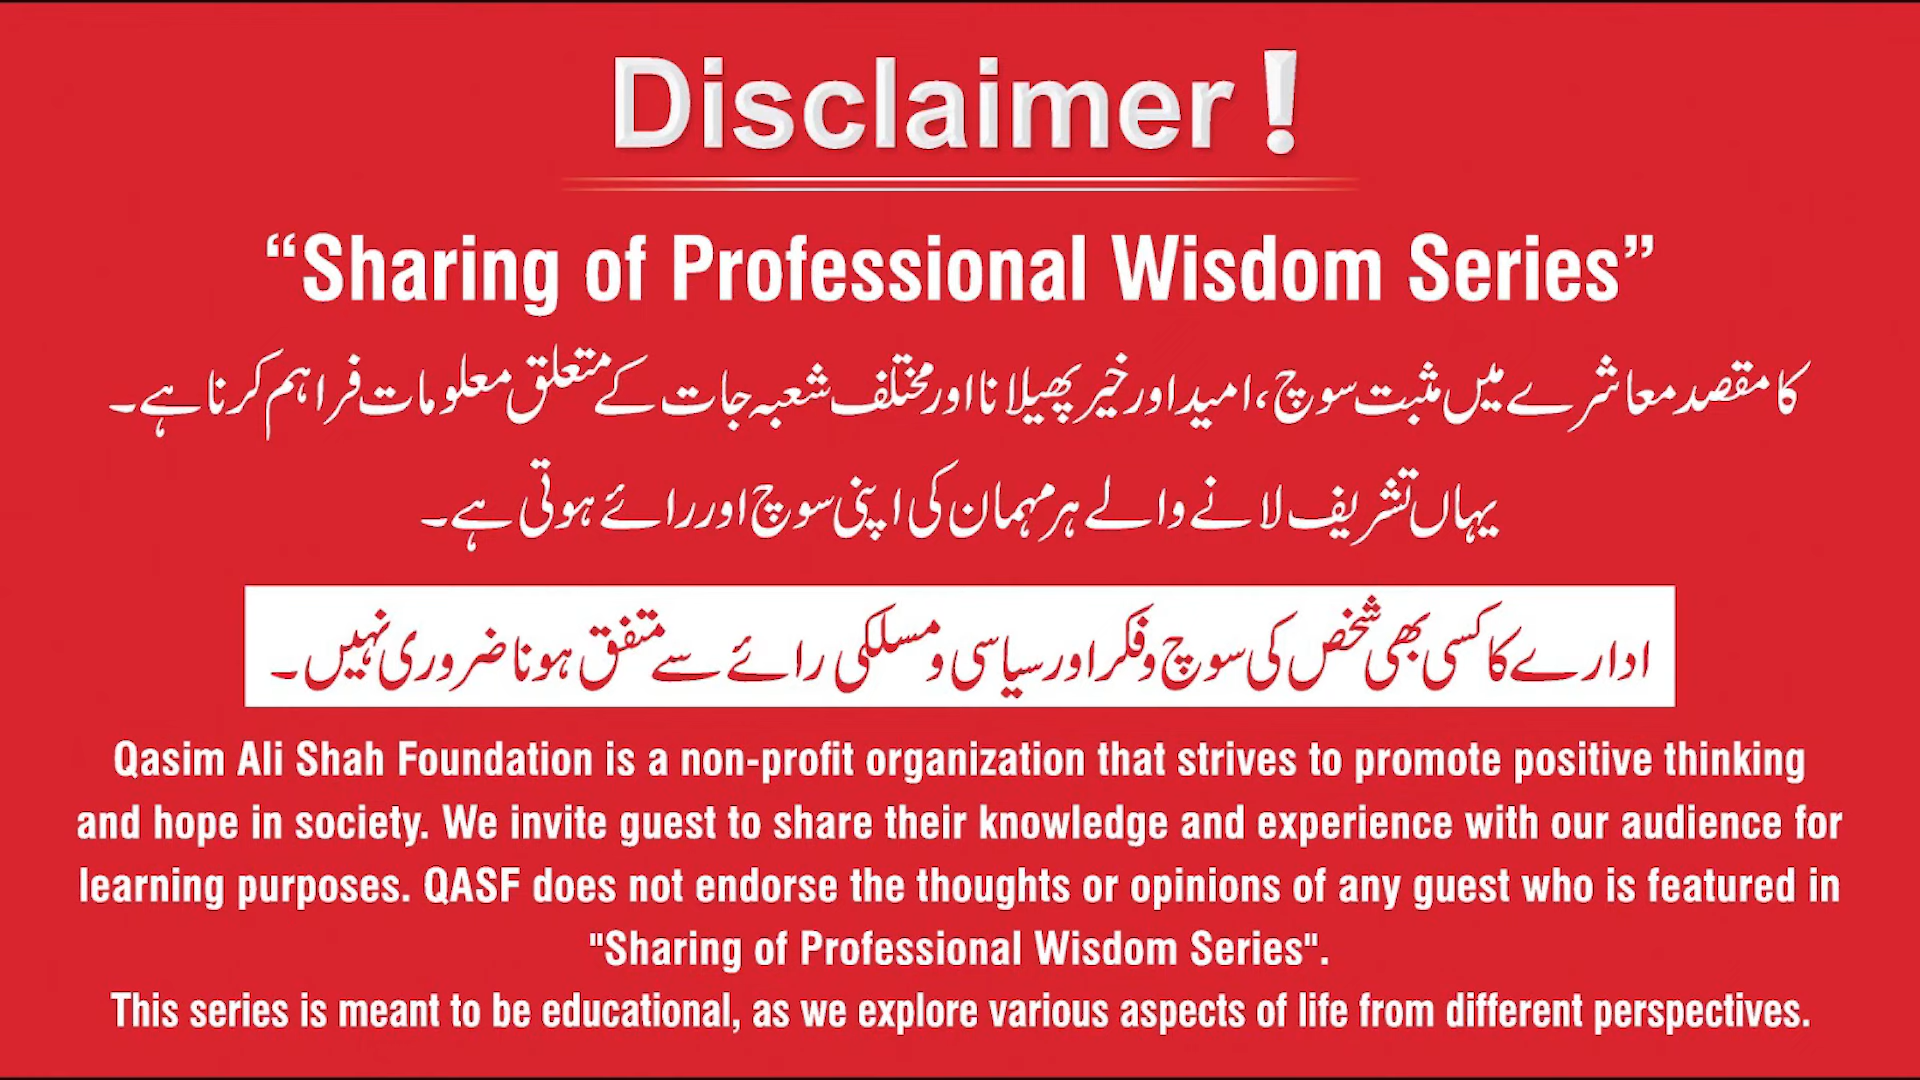 Disclaimer!
“Sharing of Professional Wisdom Series”
کا مقصد معاشرے میں مثبت سوچ، امید اور خیر پھیلانا اور مختلف شعبہ جات کے متعلق معلومات فراہم کرنا ہے۔
یہاں تشریف لانے والے ہر مہمان کی اپنی سوچ اور رائے ہوتی ہے۔
ادارے کا کسی بھی شخص کی سوچ و فکر اور سیاسی و مسلکی رائے سے متفق ہونا ضروری نہیں۔
Qasim Ali Shah Foundation is a non-profit organization that strives to promote positive thinking
and hope in society. We invite guest to share their knowledge and experience with our audience for
learning purposes. QASF does not endorse the thoughts or opinions of any guest who is featured in
"Sharing of Professional Wisdom Series".
This series is meant to be educational, as we explore various aspects of life from different perspectives.